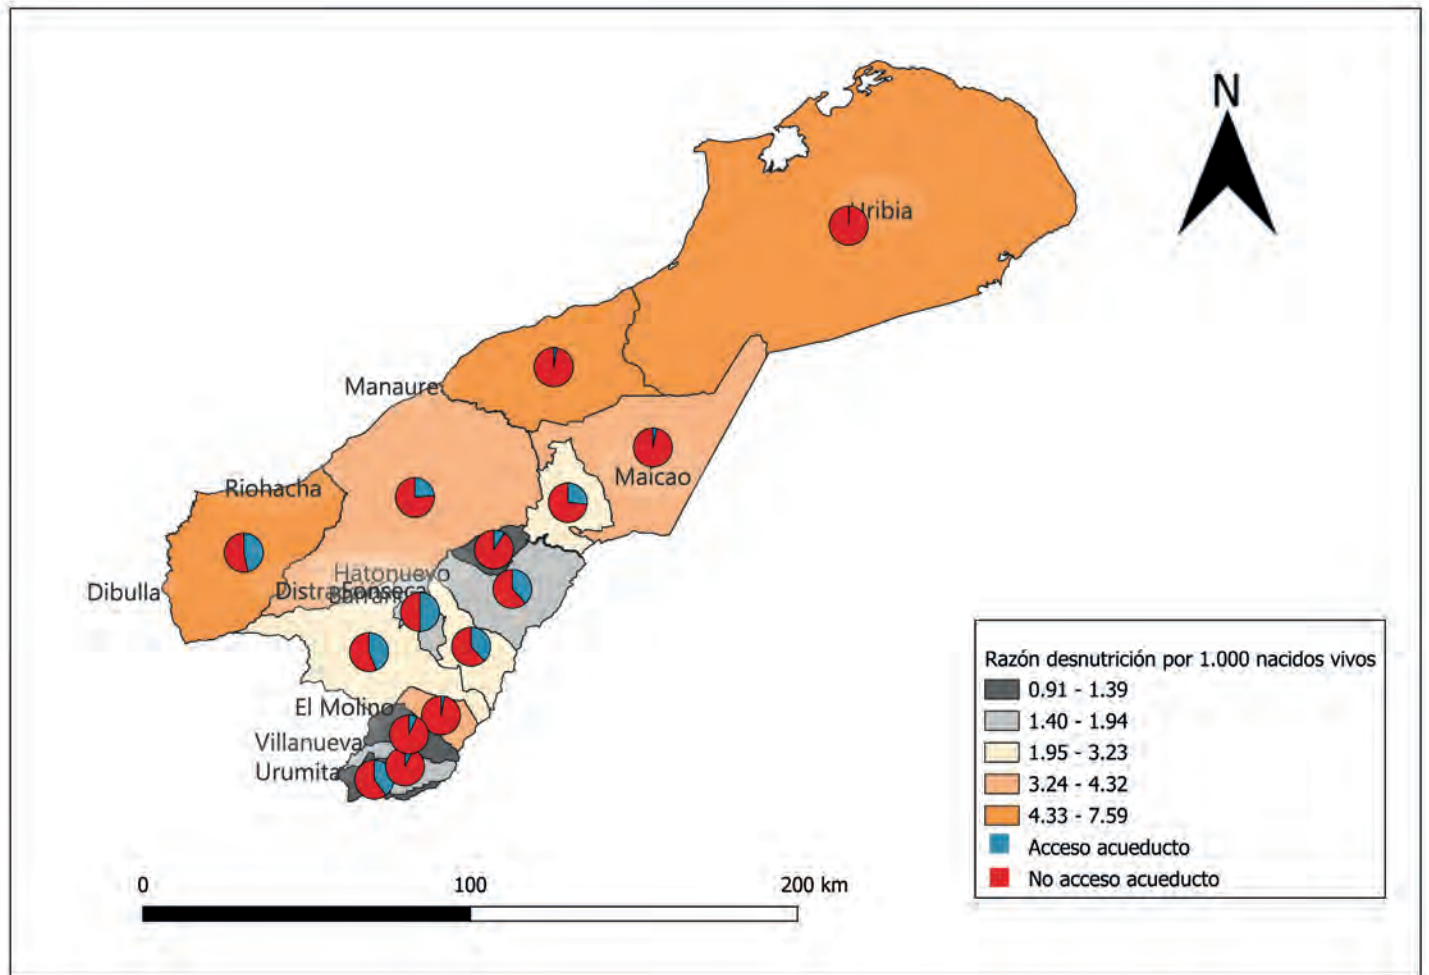 N
Uribia
Manaure
Maicao
Riohacha
Hatonuevo
Dibulla
Fonseca
El Molino
Villanueva
Urumita
Razón desnutrición por 1.000 nacidos vivos
0.91 - 1.39
1.40 - 1.94
1.95 - 3.23
3.24 - 4.32
4.33 - 7.59
Acceso acueducto
No acceso acueducto
0 100 200 km